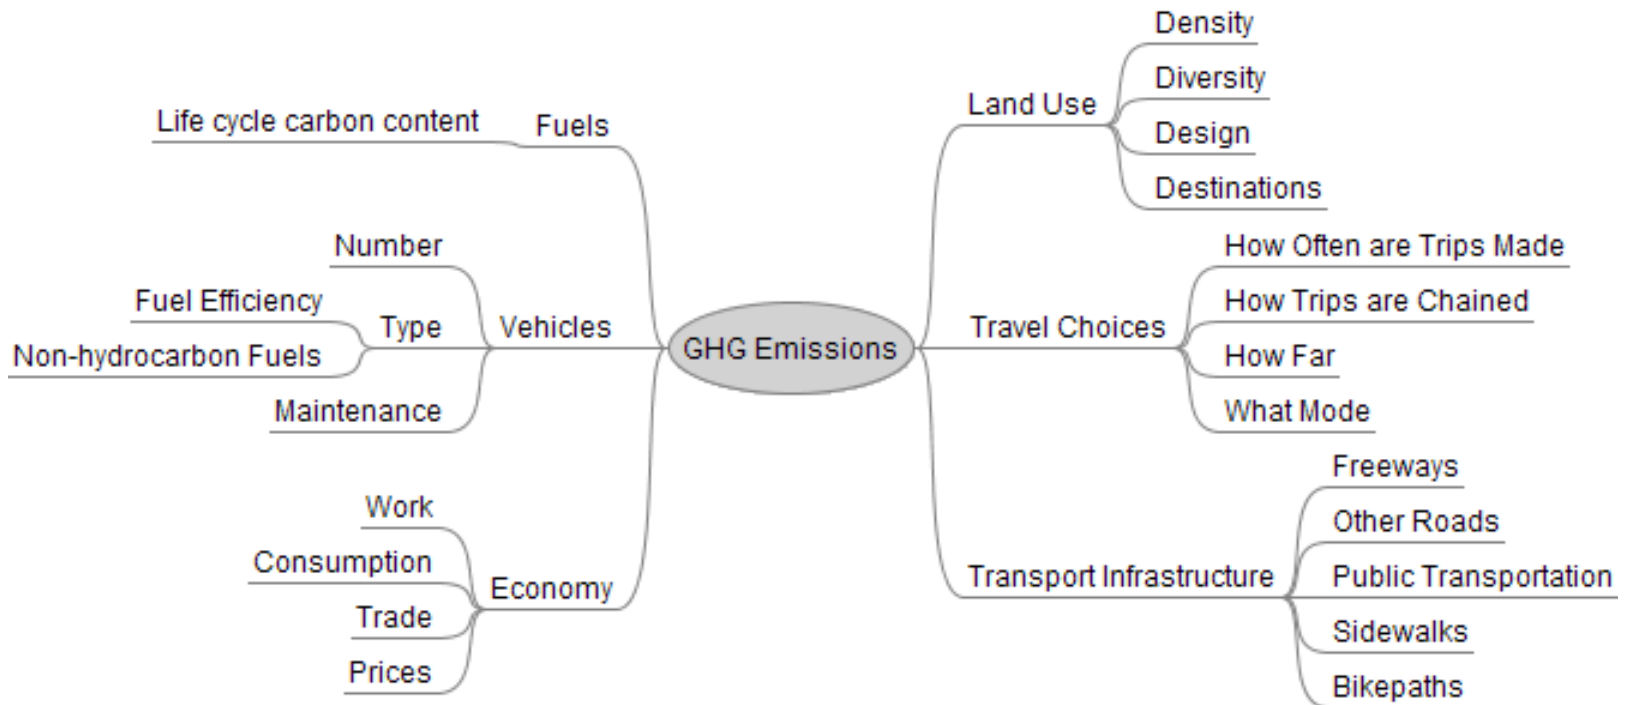 GHG Emissions
Fuels
Life cycle carbon content
Vehicles
Number
Type
Fuel Efficiency
Non-hydrocarbon Fuels
Maintenance
Economy
Work
Consumption
Trade
Prices
Land Use
Density
Diversity
Design
Destinations
Travel Choices
How Often are Trips Made
How Trips are Chained
How Far
What Mode
Transport Infrastructure
Freeways
Other Roads
Public Transportation
Sidewalks
Bikepaths